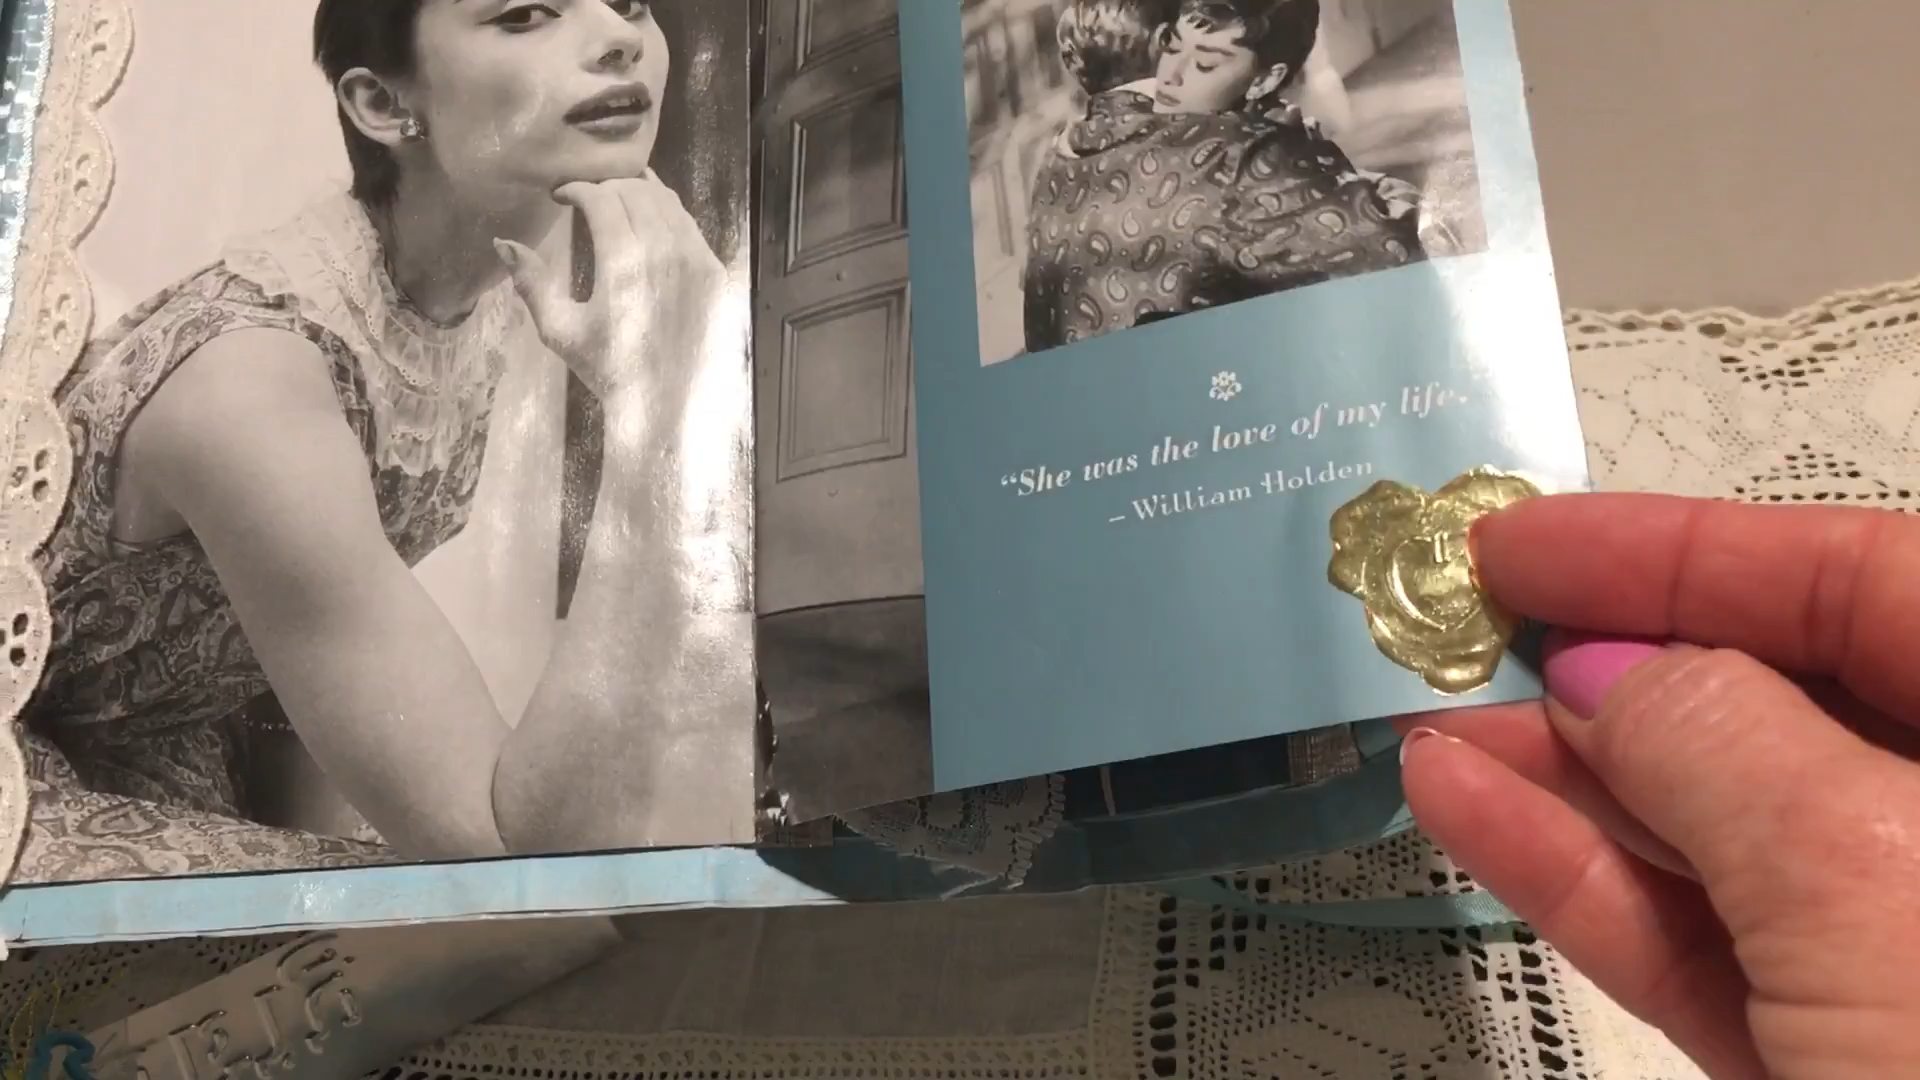 “She was the love of my life.
– William Holden